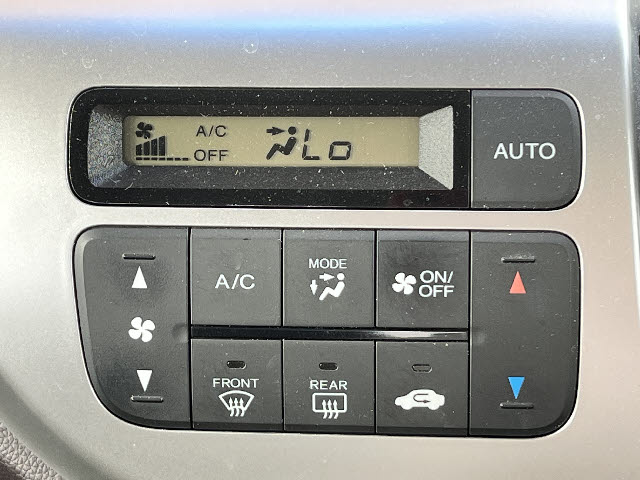 A/C
OFF
Lo
AUTO
A/C
MODE
ON/
OFF
FRONT
REAR